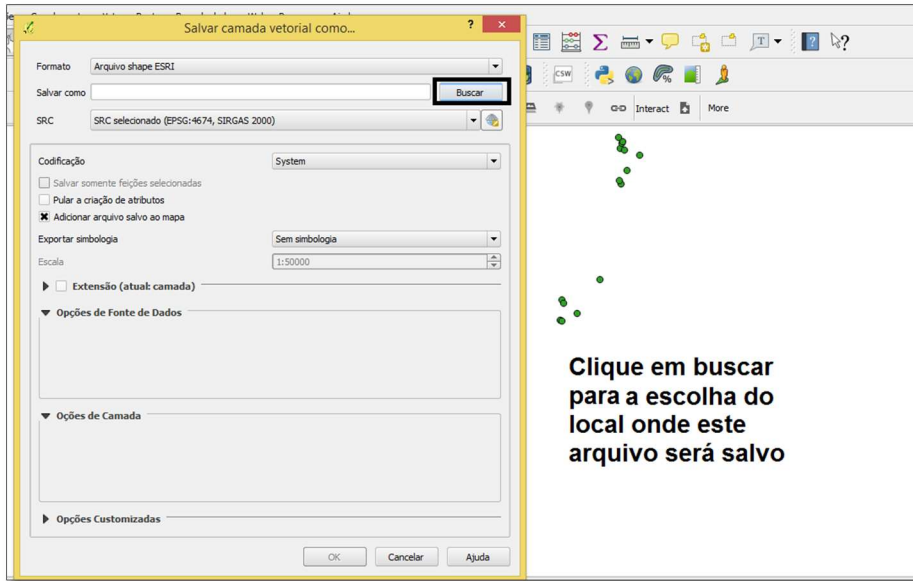 Salvar camada vetorial como...
?
×
Formato
Arquivo shape ESRI
Salvar como
Buscar
SRC
SRC selecionado (EPSG:4674, SIRGAS 2000)
Codificação
System
Salvar somente feições selecionadas
Pular a criação de atributos
Adicionar arquivo salvo ao mapa
Exportar simbologia
Sem simbologia
Escala
1:50000
Extensão (atual: camada)
Opções de Fonte de Dados
Oções de Camada
Opções Customizadas
OK
Cancelar
Ajuda
Σ
T
?
?
CSW
GD
Interact
More
Clique em buscar
para a escolha do
local onde este
arquivo será salvo